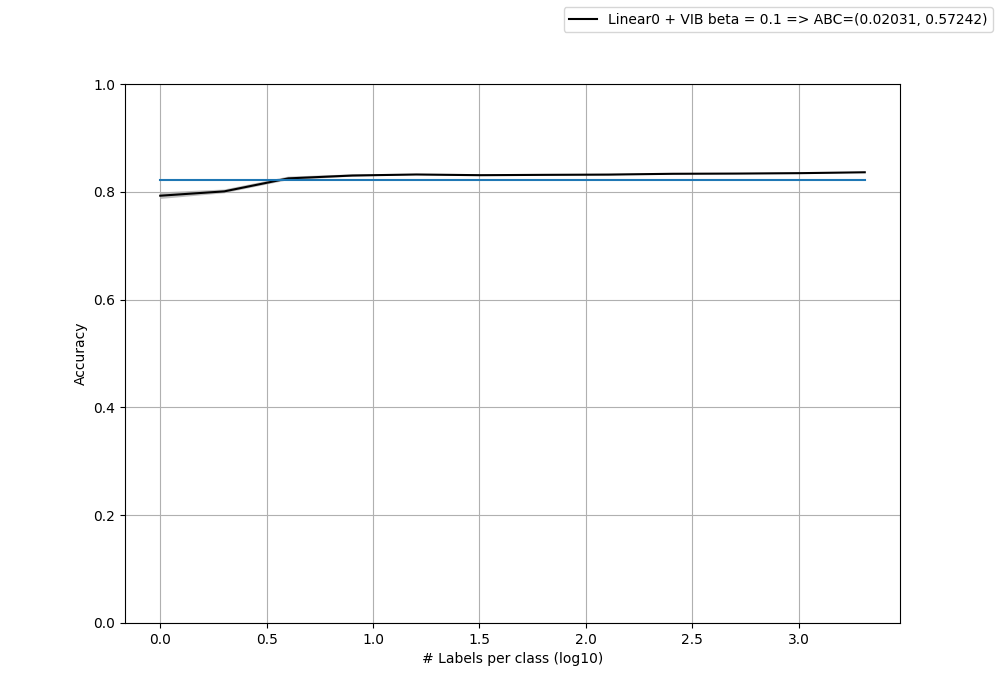 Linear0 + VIB beta = 0.1 => ABC=(0.02031, 0.57242)
1.0
0.8
0.6
0.4
0.2
0.0
Accuracy
0.0 0.5 1.0 1.5 2.0 2.5 3.0
# Labels per class (log10)